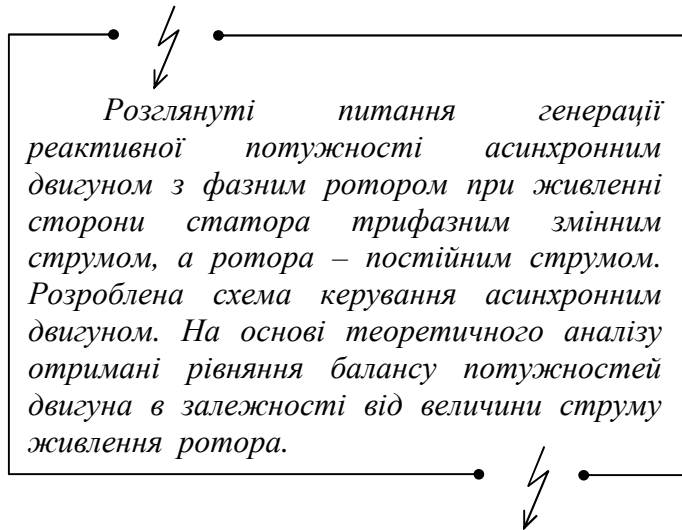 Розглянуті питання генерації
реактивної потужності асинхронним
двигуном з фазним ротором при живленні
сторони статора трифазним змінним
струмом, а ротора – постійним струмом.
Розроблена схема керування асинхронним
двигуном. На основі теоретичного аналізу
отримані рівняння балансу потужностей
двигуна в залежності від величини струму
живлення ротора.